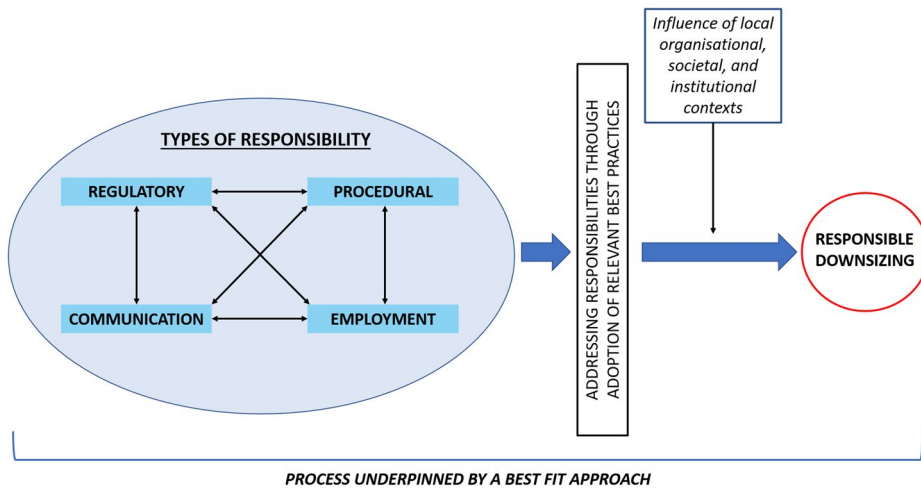 Influence of local
organisational,
societal, and
institutional
contexts
TYPES OF RESPONSIBILITY
REGULATORY
PROCEDURAL
COMMUNICATION
EMPLOYMENT
ADDRESSING RESPONSIBILITIES THROUGH
ADOPTION OF RELEVANT BEST PRACTICES
RESPONSIBLE
DOWNSIZING
PROCESS UNDERPINNED BY A BEST FIT APPROACH